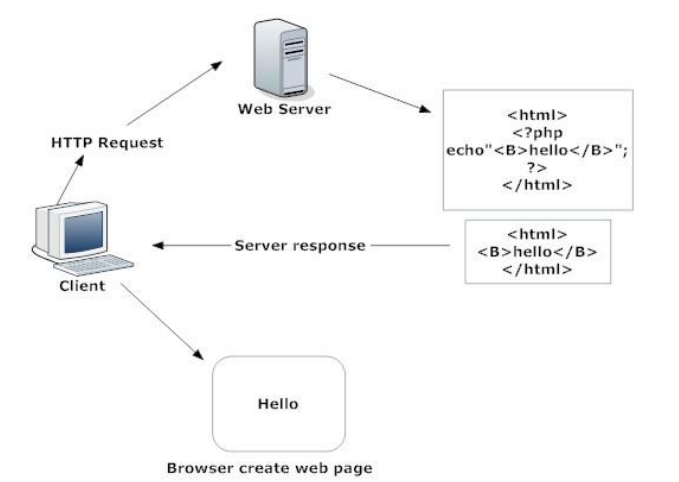 Web Server
HTTP Request
<html>
<?php
echo"<B>hello</B>";
?>
</html>
<html>
<B>hello</B>
</html>
Server response
Client
Hello
Browser create web page